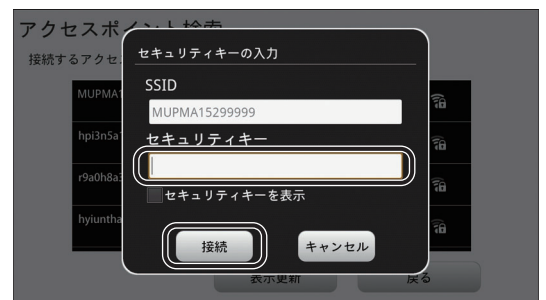 アクセスポイント検索
接続するアクセ
セキュリティキーの入力
SSID
MUPMA15299999
セキュリティキー
セキュリティキーを表示
接続
キャンセル
MUPMA1
hpi3n5a
r9a0h8a3
hyiuntha
表示更新
戻る